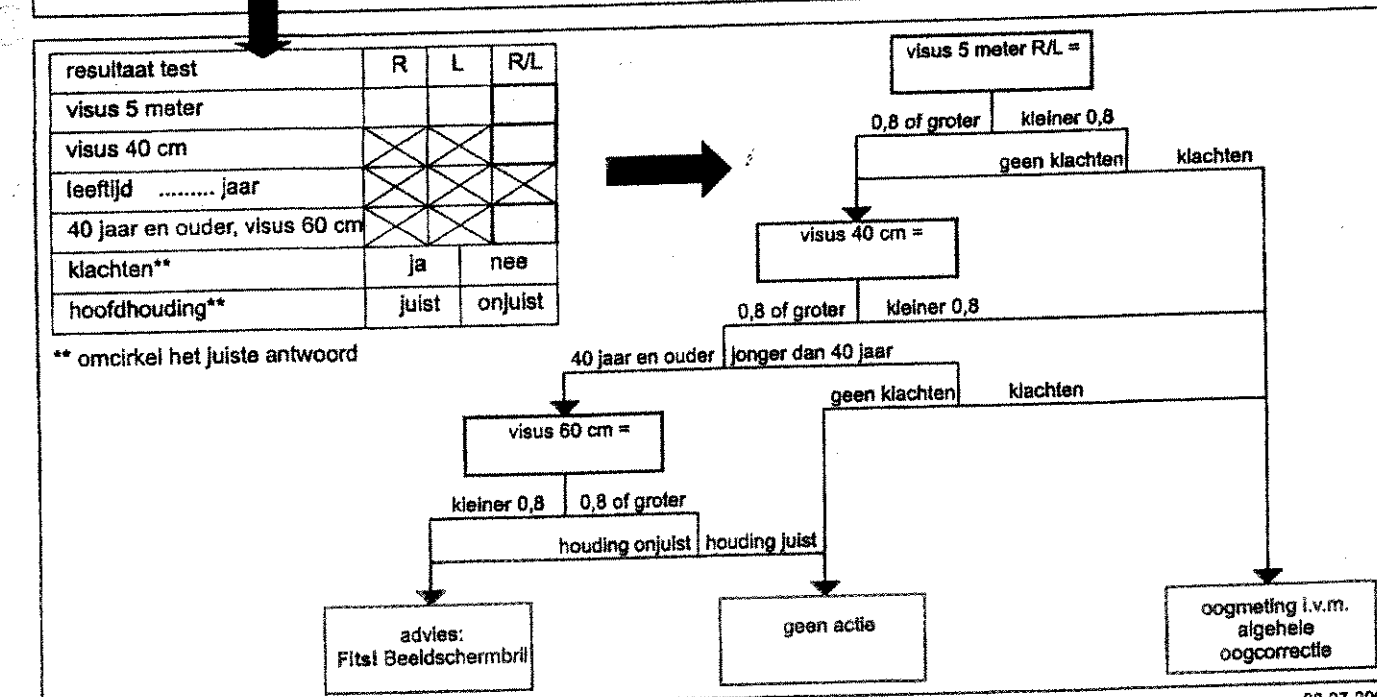 resultaat test R L R/L
visus 5 meter
visus 40 cm
leeftijd ......... jaar
40 jaar en ouder, visus 60 cm
klachten** ja nee
hoofdhouding** juist onjuist
** omcirkel het juiste antwoord
visus 5 meter R/L =
0,8 of groter kleiner 0,8
geen klachten klachten
visus 40 cm =
0,8 of groter kleiner 0,8
40 jaar en ouder jonger dan 40 jaar
geen klachten klachten
visus 60 cm =
kleiner 0,8 0,8 of groter
houding onjuist houding juist
advies:
Fits! Beeldschermbril
geen actie
oogmeting i.v.m.
algehele
oogcorrectie